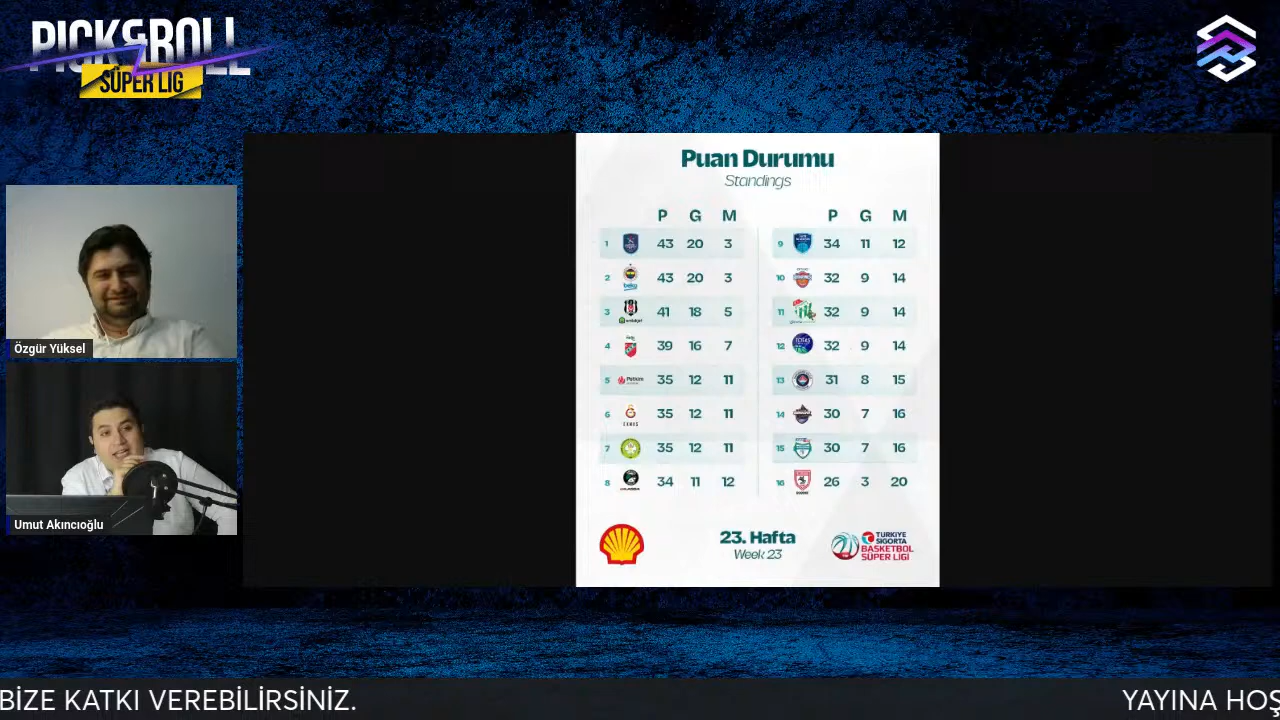 PICK&ROLL
SÜPER LIG
Özgür Yüksel
Umut Akıncıoğlu
Puan Durumu
Standings
P G M
1 43 20 3
2 43 20 3
beko
3 41 18 5
4 39 16 7
5 Petkim 35 12 11
6 35 12 11
7 35 12 11
8 34 11 12
P G M
9 34 11 12
10 32 9 14
11 32 9 14
12 32 9 14
13 31 8 15
14 30 7 16
15 30 7 16
16 26 3 20
23. Hafta
Week 23
TÜRKİYE
SİGORTA
BASKETBOL
SÜPER LİGİ
BİZE KATKI VEREBİLİRSİNİZ.
YAYINA HOŞ